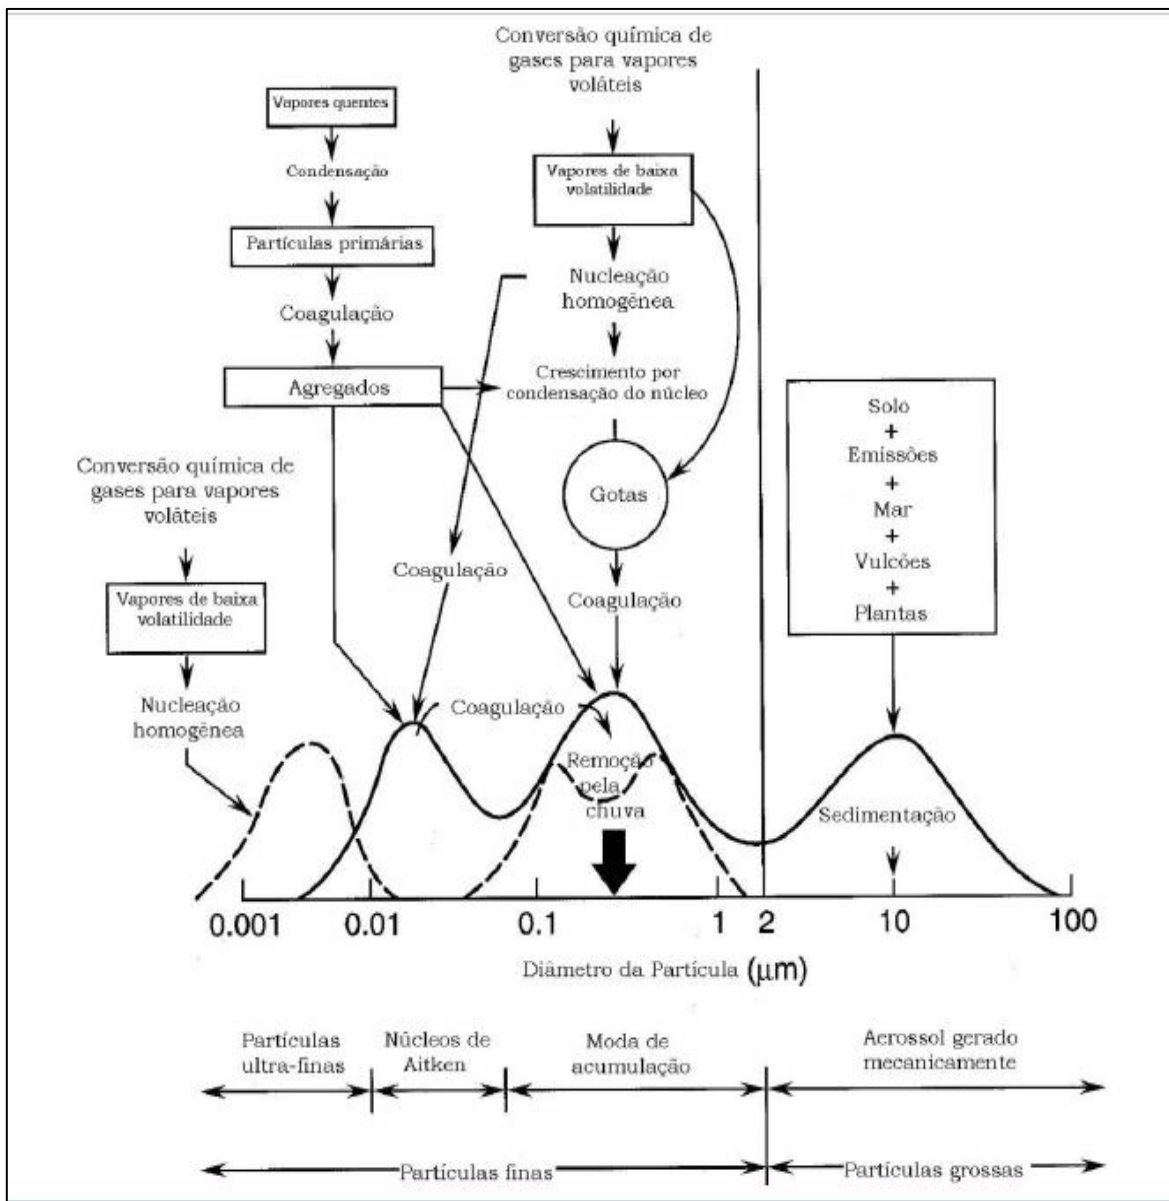 Conversão química de
gases para vapores
voláteis
Vapores quentes
Condensação
Partículas primárias
Coagulação
Agregados
Vapores de baixa
volatilidade
Nucleação
homogênea
Crescimento por
condensação do núcleo
Gotas
Coagulação
Coagulação
Conversão química de
gases para vapores
voláteis
Vapores de baixa
volatilidade
Nucleação
homogênea
Coagulação
Remoção
pela
chuva
Solo
+
Emissões
+
Mar
+
Vulcões
+
Plantas
Sedimentação
0.001 0.01 0.1 1 2 10 100
Diâmetro da Partícula (μm)
Partículas
ultra-finas
Núcleos de
Aitken
Moda de
acumulação
Aerossol gerado
mecanicamente
Partículas finas
Partículas grossas